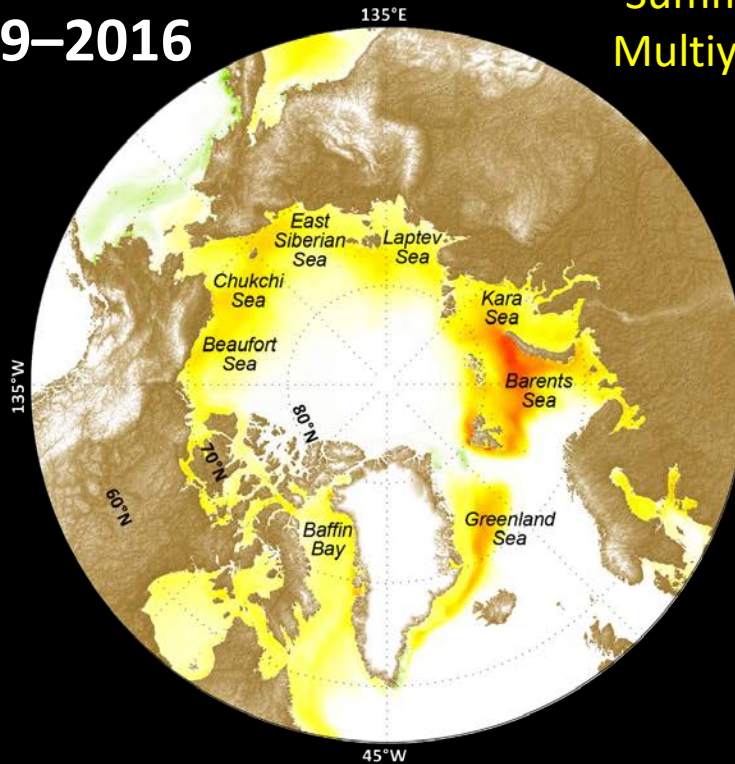 135°E
9–2016
Multiy
East
Siberian
Sea
Laptev
Sea
Chukchi
Sea
Kara
Sea
Beaufort
Sea
Barents
Sea
135°W
80°N
70°N
60°N
Baffin
Bay
Greenland
Sea
45°W